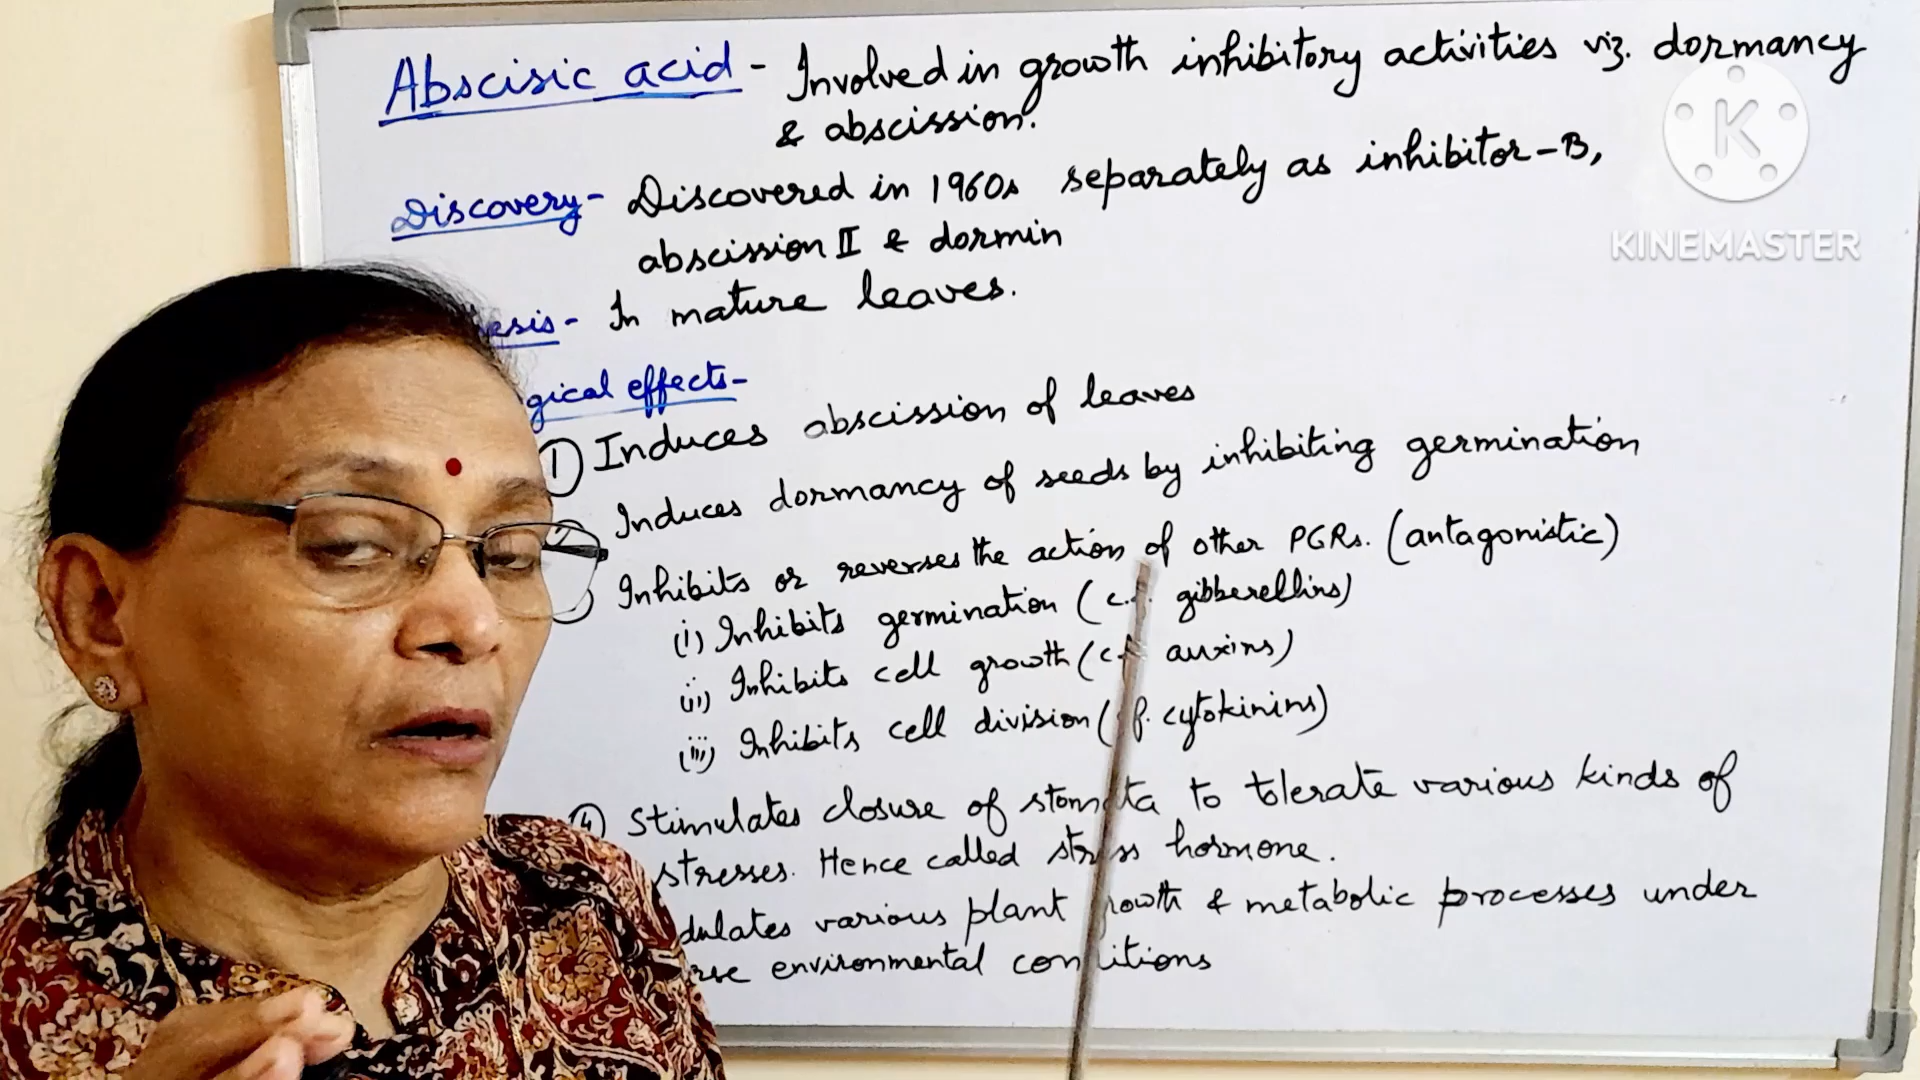 Abscisic acid - Involved in growth inhibitory activities viz. dormancy
& abscission.
Discovery - Discovered in 1960s separately as inhibitor-B,
abscission II & dormin
esis - In mature leaves.
gical effects-
① Induces abscission of leaves
Induces dormancy of seeds by inhibiting germination
Inhibits or reverses the action of other PGRs. (antagonistic)
(i) Inhibits germination (c.f. gibberellins)
(ii) Inhibits cell growth (cf auxins)
(iii) Inhibits cell division (f. cytokinins)
④ Stimulates closure of stomata to tolerate various kinds of
stresses. Hence called stress hormone.
dulates various plant growth & metabolic processes under
rse environmental conditions
K
KINEMASTER